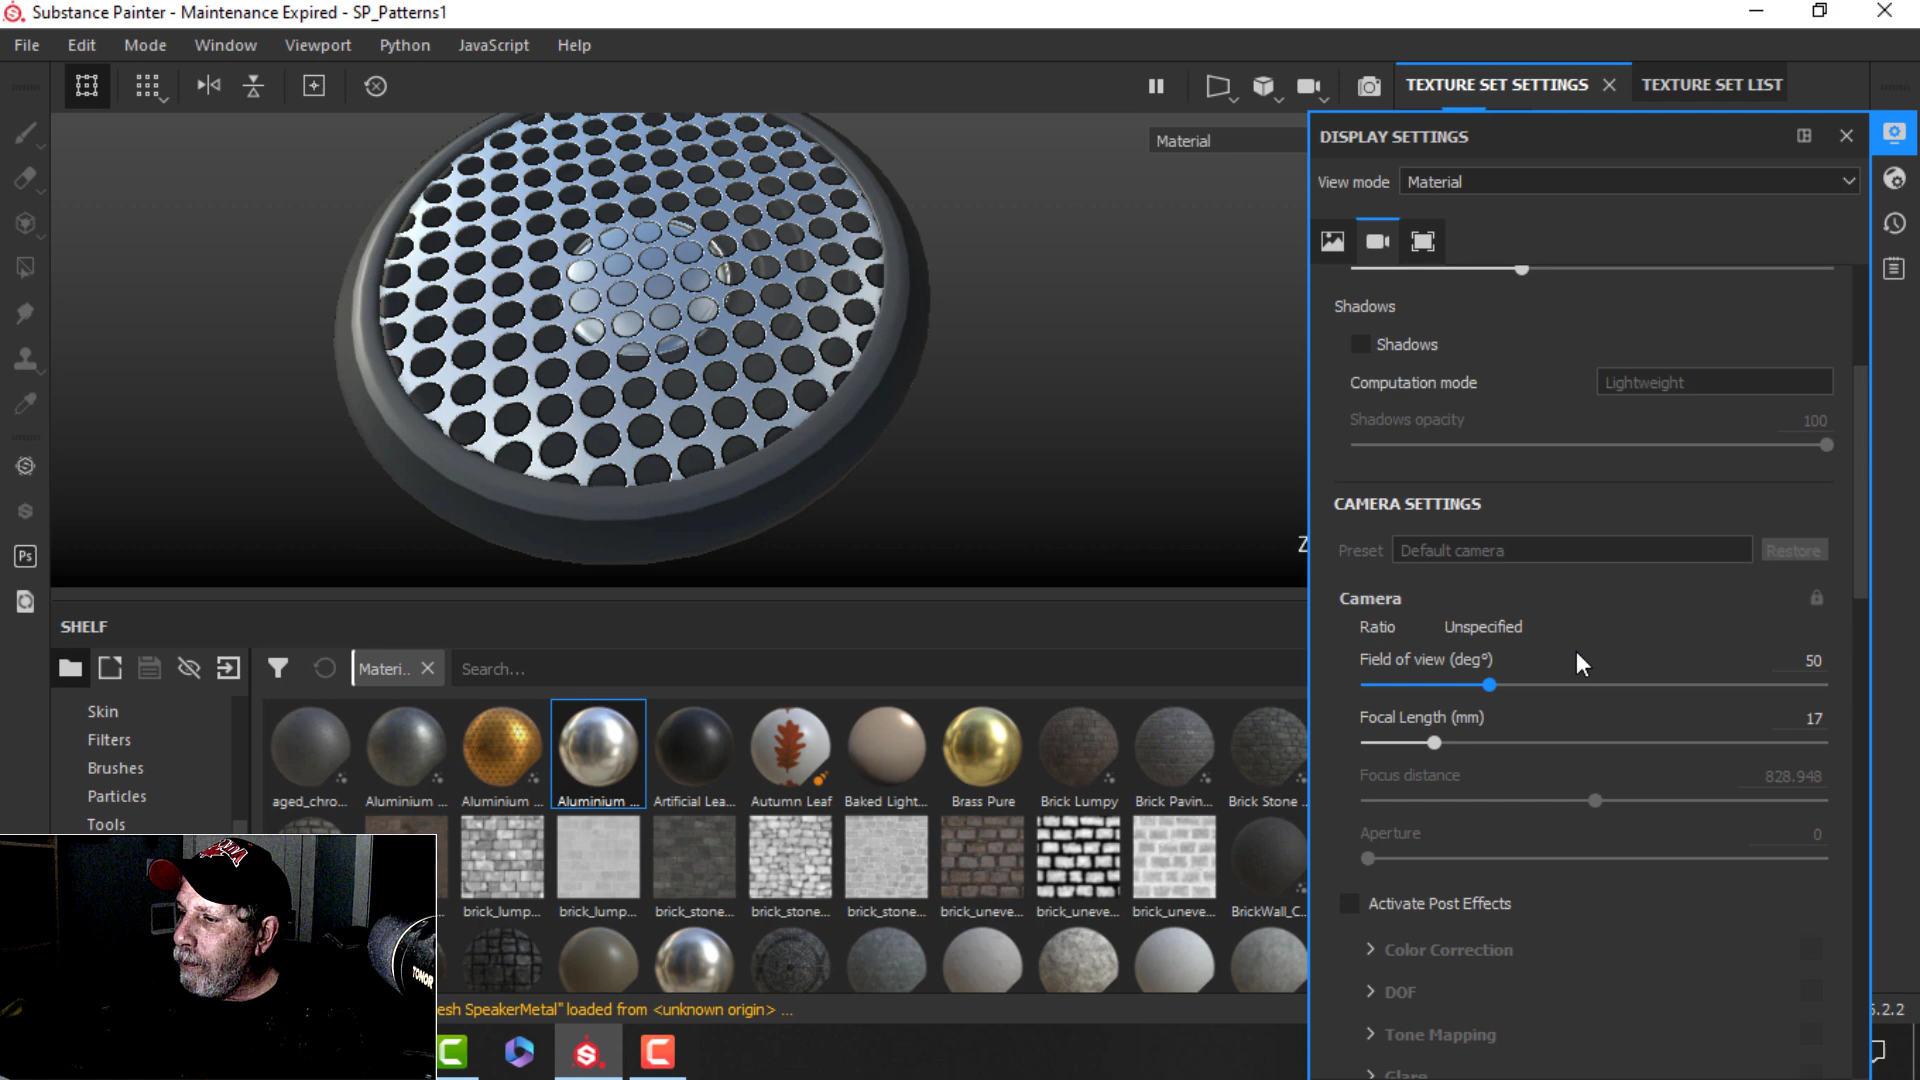 Substance Painter - Maintenance Expired - SP_Patterns1
File Edit Mode Window Viewport Python JavaScript Help
TEXTURE SET SETTINGS TEXTURE SET LIST
Material
DISPLAY SETTINGS
View mode Material
Shadows
Shadows
Computation mode Lightweight
Shadows opacity 100
CAMERA SETTINGS
Preset Default camera Restore
Camera
Ratio Unspecified
Field of view (deg°) 50
Focal Length (mm) 17
Focus distance 828.948
Aperture 0
Activate Post Effects
Color Correction
DOF
Tone Mapping
Glare
Z
SHELF
Materi.. Search...
Skin
Filters
Brushes
Particles
Tools
Ps
aged_chro... Aluminium ... Aluminium ... Aluminium ... Artificial Lea... Autumn Leaf Baked Light... Brass Pure Brick Lumpy Brick Pavin... Brick Stone ..
brick_lump... brick_lump... brick_stone... brick_stone... brick_stone... brick_uneve... brick_uneve... brick_uneve... BrickWall_C..
esh SpeakerMetal" loaded from <unknown origin> ...
.2.2
TONOR